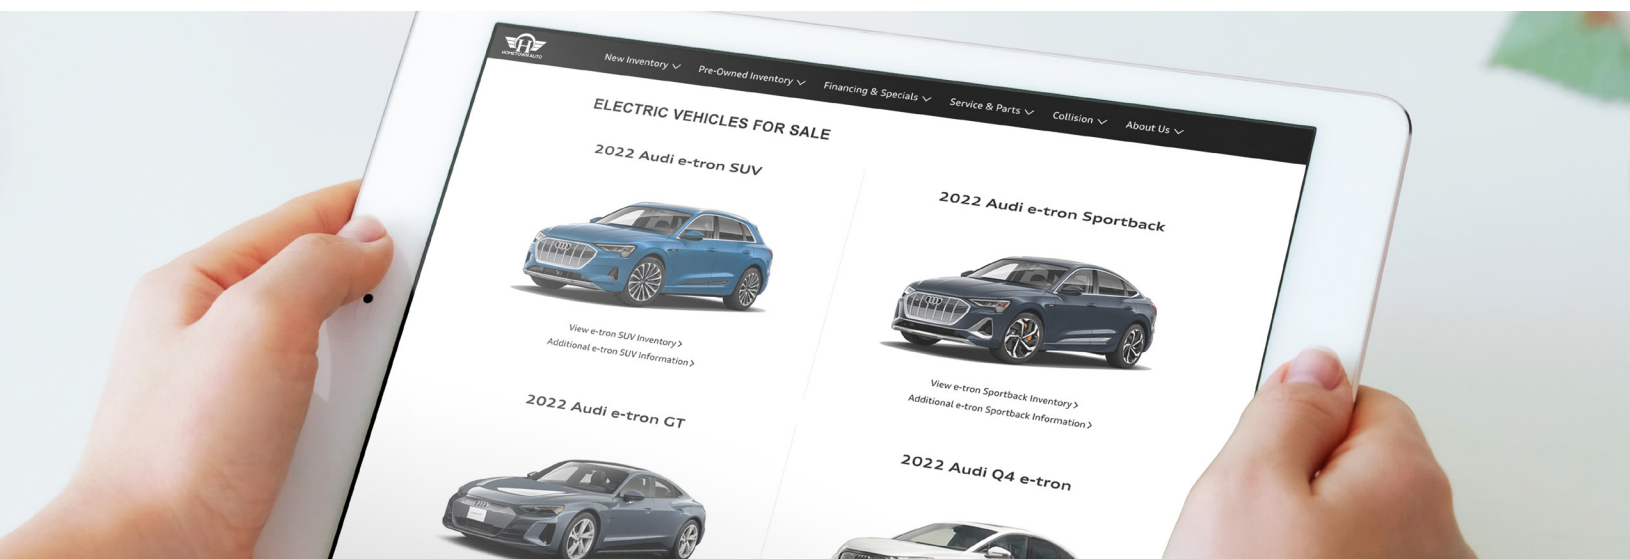 H
HOMETOWN AUTO
New Inventory
Pre-Owned Inventory
Financing & Specials
Service & Parts
Collision
About Us
ELECTRIC VEHICLES FOR SALE
2022 Audi e-tron SUV
View e-tron SUV Inventory >
Additional e-tron SUV Information >
2022 Audi e-tron Sportback
View e-tron Sportback Inventory >
Additional e-tron Sportback Information >
2022 Audi e-tron GT
2022 Audi Q4 e-tron